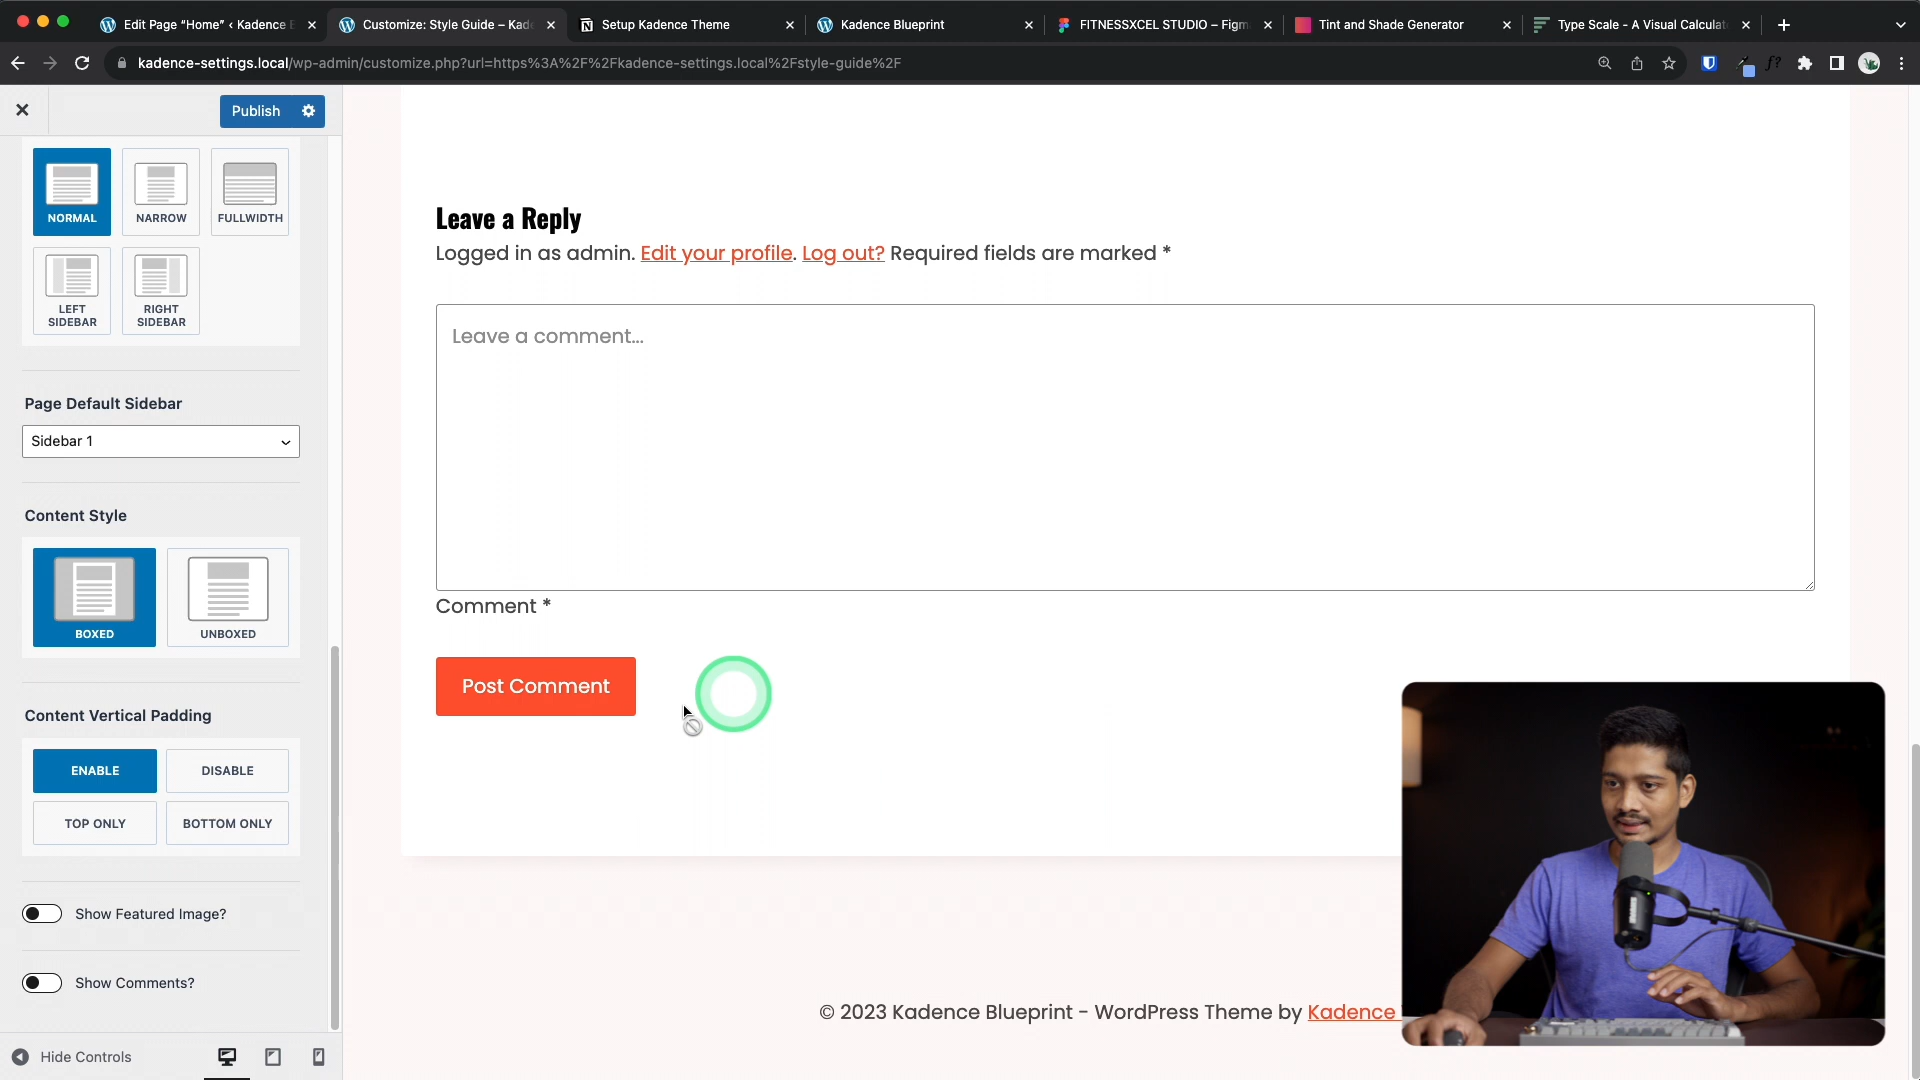 Edit Page “Home” ‹ Kadence
Customize: Style Guide – Kade
Setup Kadence Theme
Kadence Blueprint
FITNESSXCEL STUDIO – Figm
Tint and Shade Generator
Type Scale - A Visual Calculat
kadence-settings.local/wp-admin/customize.php?url=https%3A%2F%2Fkadence-settings.local%2Fstyle-guide%2F
Publish
NORMAL
NARROW
FULLWIDTH
LEFT SIDEBAR
RIGHT SIDEBAR
Page Default Sidebar
Sidebar 1
Content Style
BOXED
UNBOXED
Content Vertical Padding
ENABLE
DISABLE
TOP ONLY
BOTTOM ONLY
Show Featured Image?
Show Comments?
Hide Controls
Leave a Reply
Logged in as admin. Edit your profile. Log out? Required fields are marked *
Leave a comment...
Comment *
Post Comment
© 2023 Kadence Blueprint - WordPress Theme by Kadence